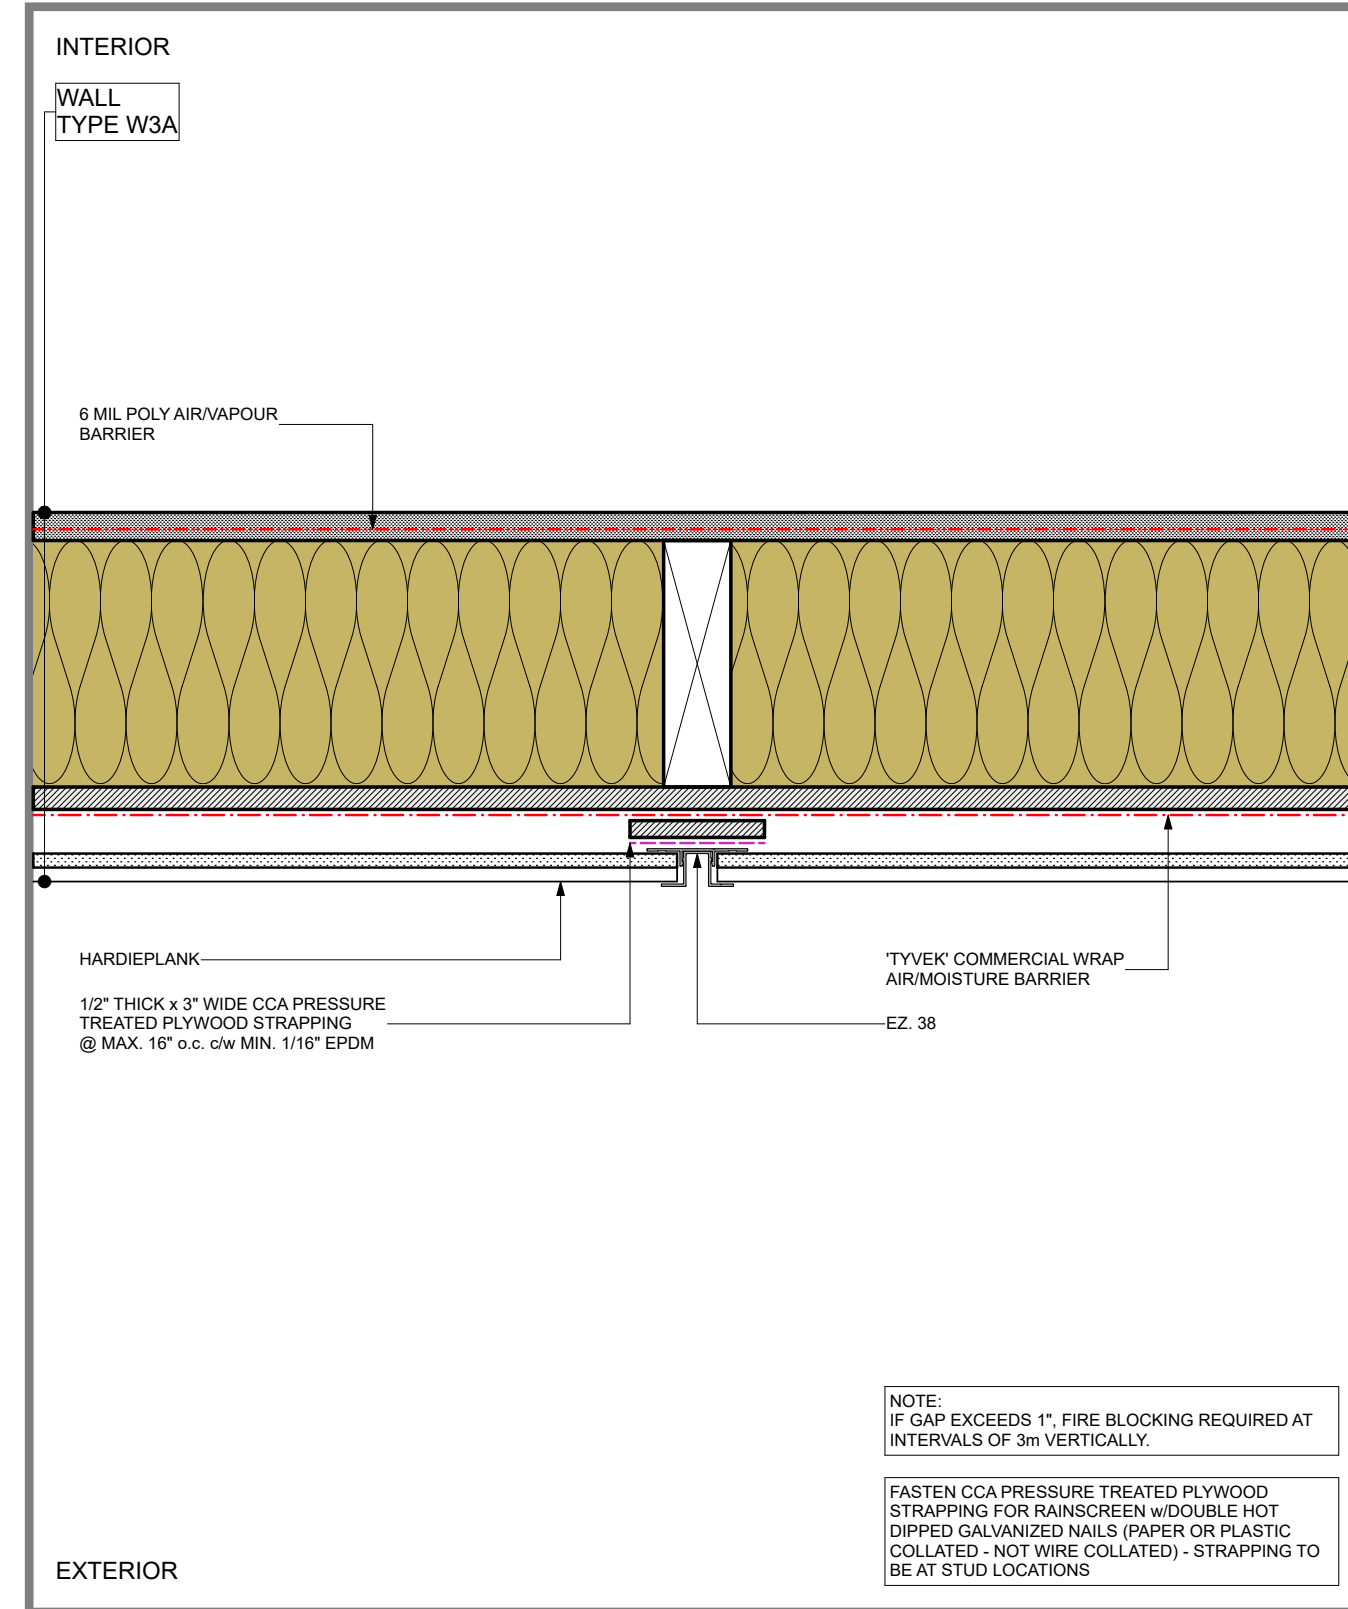 INTERIOR
WALL
TYPE W3A
6 MIL POLY AIR/VAPOUR
BARRIER
HARDIEPLANK
1/2" THICK x 3" WIDE CCA PRESSURE
TREATED PLYWOOD STRAPPING
@ MAX. 16" o.c. c/w MIN. 1/16" EPDM
'TYVEK' COMMERCIAL WRAP
AIR/MOISTURE BARRIER
EZ. 38
NOTE:
IF GAP EXCEEDS 1", FIRE BLOCKING REQUIRED AT
INTERVALS OF 3m VERTICALLY.
FASTEN CCA PRESSURE TREATED PLYWOOD
STRAPPING FOR RAINSCREEN w/DOUBLE HOT
DIPPED GALVANIZED NAILS (PAPER OR PLASTIC
COLLATED - NOT WIRE COLLATED) - STRAPPING TO
BE AT STUD LOCATIONS
EXTERIOR